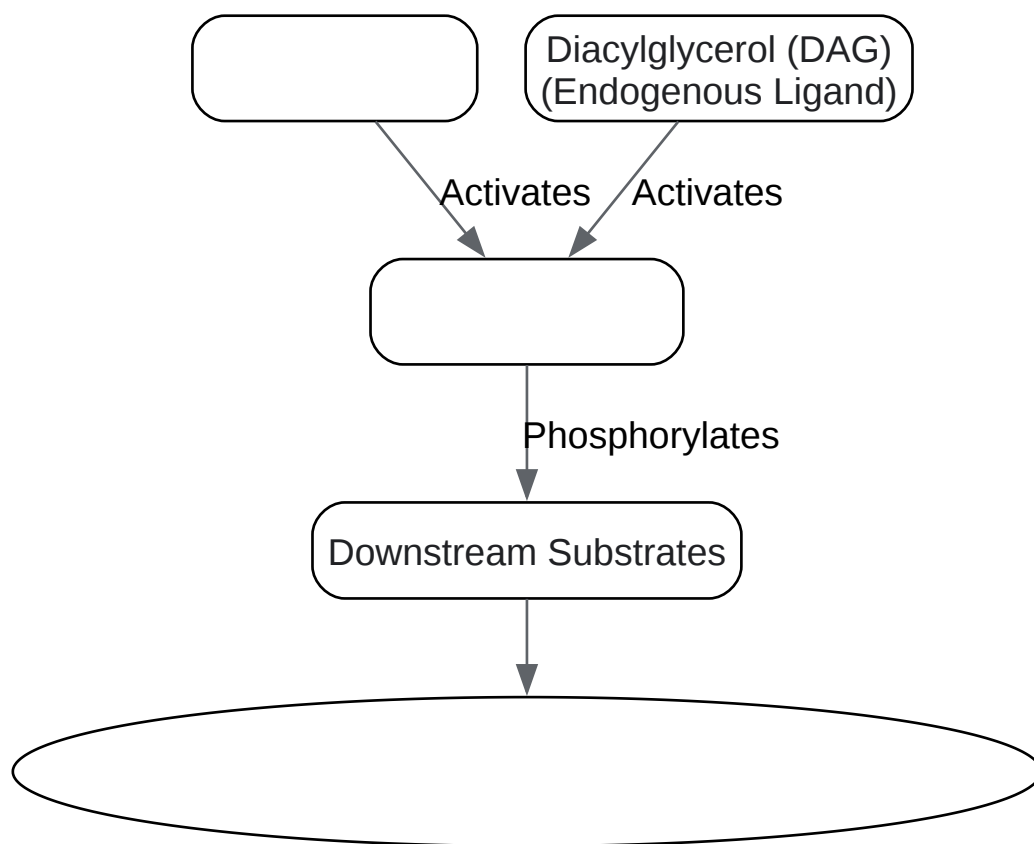 Diacylglycerol (DAG)
(Endogenous Ligand)
Activates
Activates
Phosphorylates
Downstream Substrates